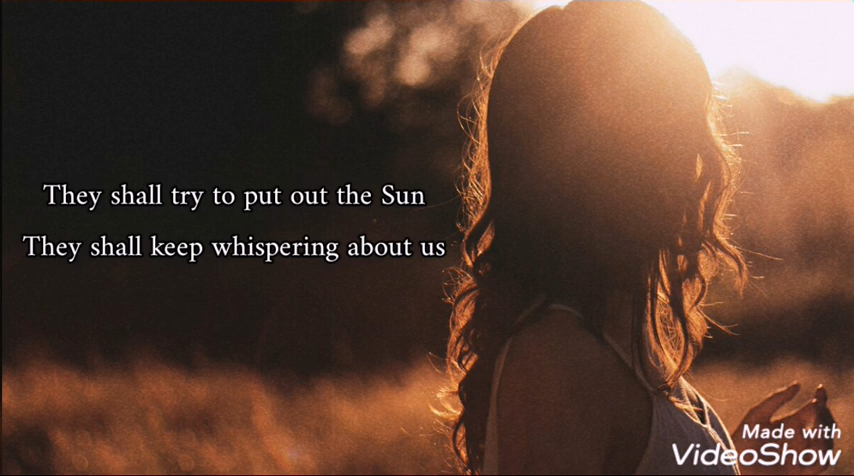 They shall try to put out the Sun
They shall keep whispering about us
Made with
VideoShow